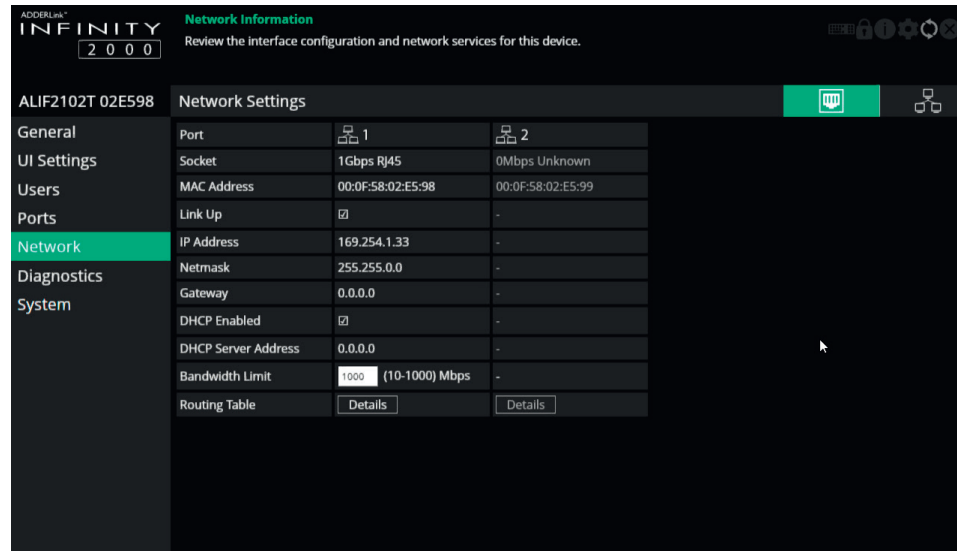 ADDERLink™
INFINITY
2000
Network Information
Review the interface configuration and network services for this device.
ALIF2102T 02E598
Network Settings
General
UI Settings
Users
Ports
Network
Diagnostics
System
Port 1 2
Socket 1Gbps RJ45 0Mbps Unknown
MAC Address 00:0F:58:02:E5:98 00:0F:58:02:E5:99
Link Up ☑ -
IP Address 169.254.1.33 -
Netmask 255.255.0.0 -
Gateway 0.0.0.0 -
DHCP Enabled ☑ -
DHCP Server Address 0.0.0.0 -
Bandwidth Limit 1000 (10-1000) Mbps -
Routing Table Details Details